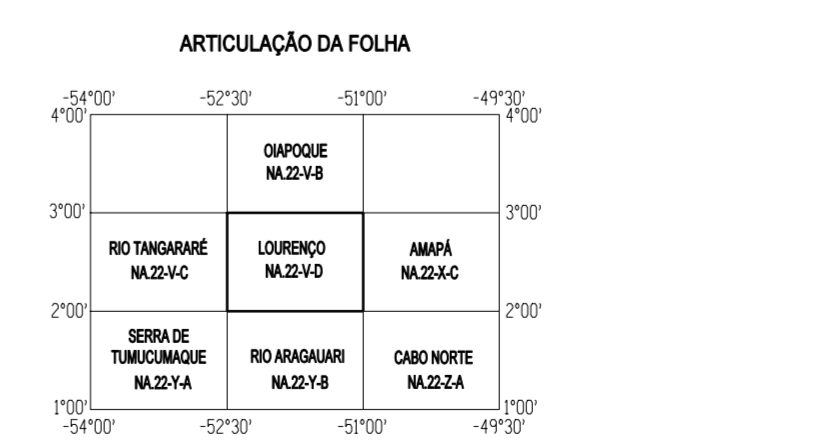 ARTICULAÇÃO DA FOLHA
-54°00' -52°30' -51°00' -49°30'
4°00' 4°00'
OIAPOQUE
NA.22-V-B
3°00' 3°00'
RIO TANGARARÉ LOURENÇO AMAPÁ
NA.22-V-C NA.22-V-D NA.22-X-C
2°00' 2°00'
SERRA DE
TUMUCUMAQUE RIO ARAGAUARI CABO NORTE
NA.22-Y-A NA.22-Y-B NA.22-Z-A
1°00' 1°00'
-54°00' -52°30' -51°00' -49°30'